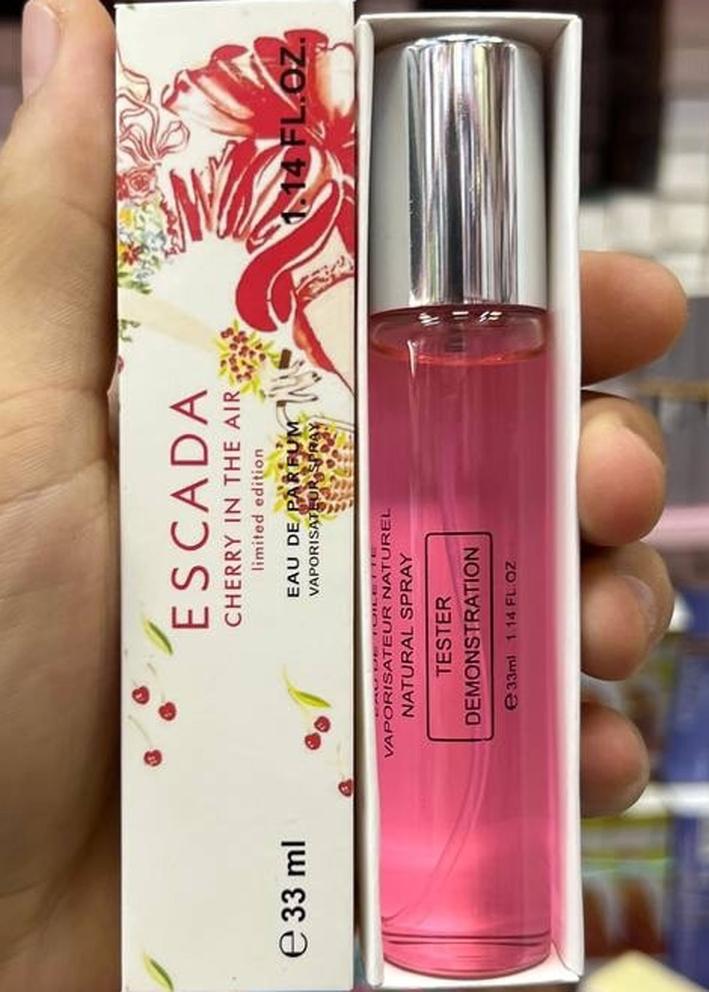 1.14 FL.OZ.
ESCADA
CHERRY IN THE AIR
limited edition
EAU DE PARFUM
VAPORISATEUR SPRAY
e 33 ml
EAU DE TOILETTE
VAPORISATEUR NATUREL
NATURAL SPRAY
TESTER
DEMONSTRATION
e 33ml 1.14 FL.OZ